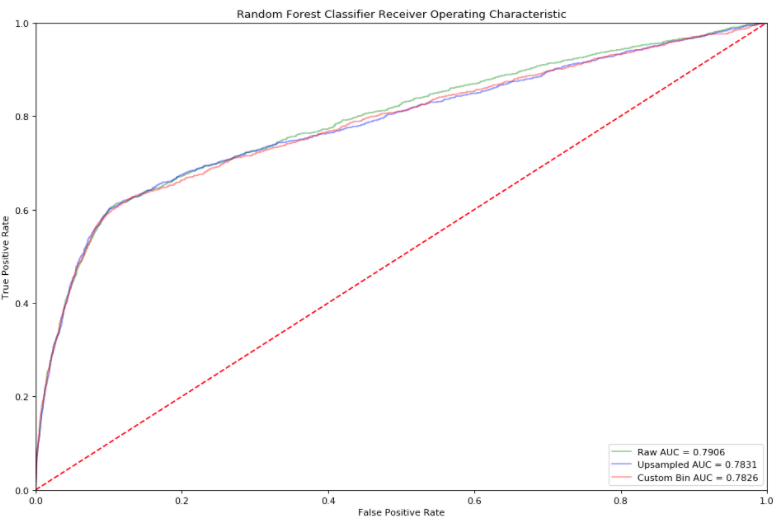 Random Forest Classifier Receiver Operating Characteristic
1.0
0.8
0.6
0.4
0.2
0.0
True Positive Rate
0.0 0.2 0.4 0.6 0.8 1.0
False Positive Rate
Raw AUC = 0.7906
Upsampled AUC = 0.7831
Custom Bin AUC = 0.7826